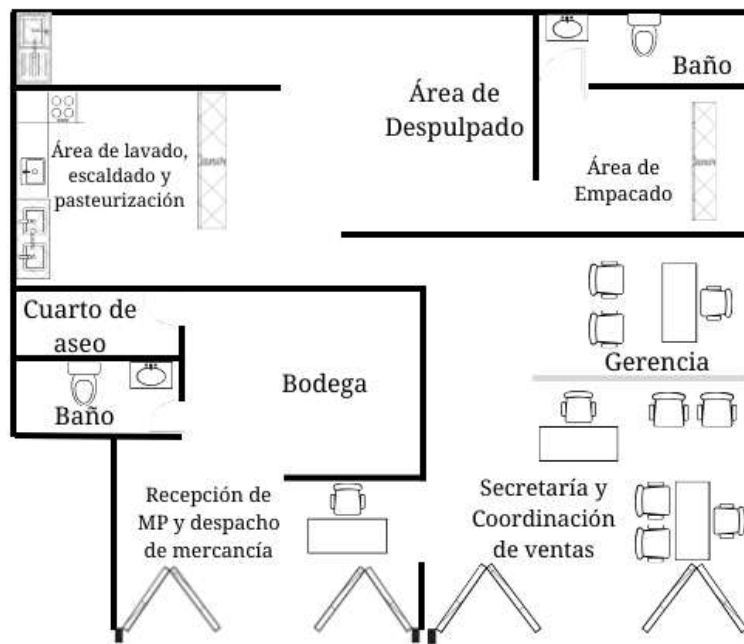 Baño
Área de
Despulpado
Área de lavado,
escaldado y
pasteurización
Área de
Empacado
Cuarto de
aseo
Gerencia
Bodega
Baño
Recepción de
MP y despacho
de mercancía
Secretaría y
Coordinación
de ventas